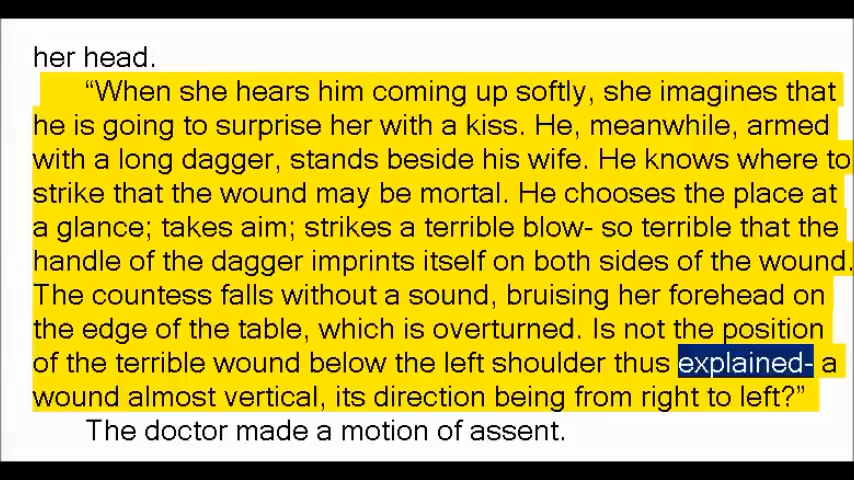 her head.
“When she hears him coming up softly, she imagines that
he is going to surprise her with a kiss. He, meanwhile, armed
with a long dagger, stands beside his wife. He knows where to
strike that the wound may be mortal. He chooses the place at
a glance; takes aim; strikes a terrible blow- so terrible that the
handle of the dagger imprints itself on both sides of the wound.
The countess falls without a sound, bruising her forehead on
the edge of the table, which is overturned. Is not the position
of the terrible wound below the left shoulder thus explained- a
wound almost vertical, its direction being from right to left?”
The doctor made a motion of assent.